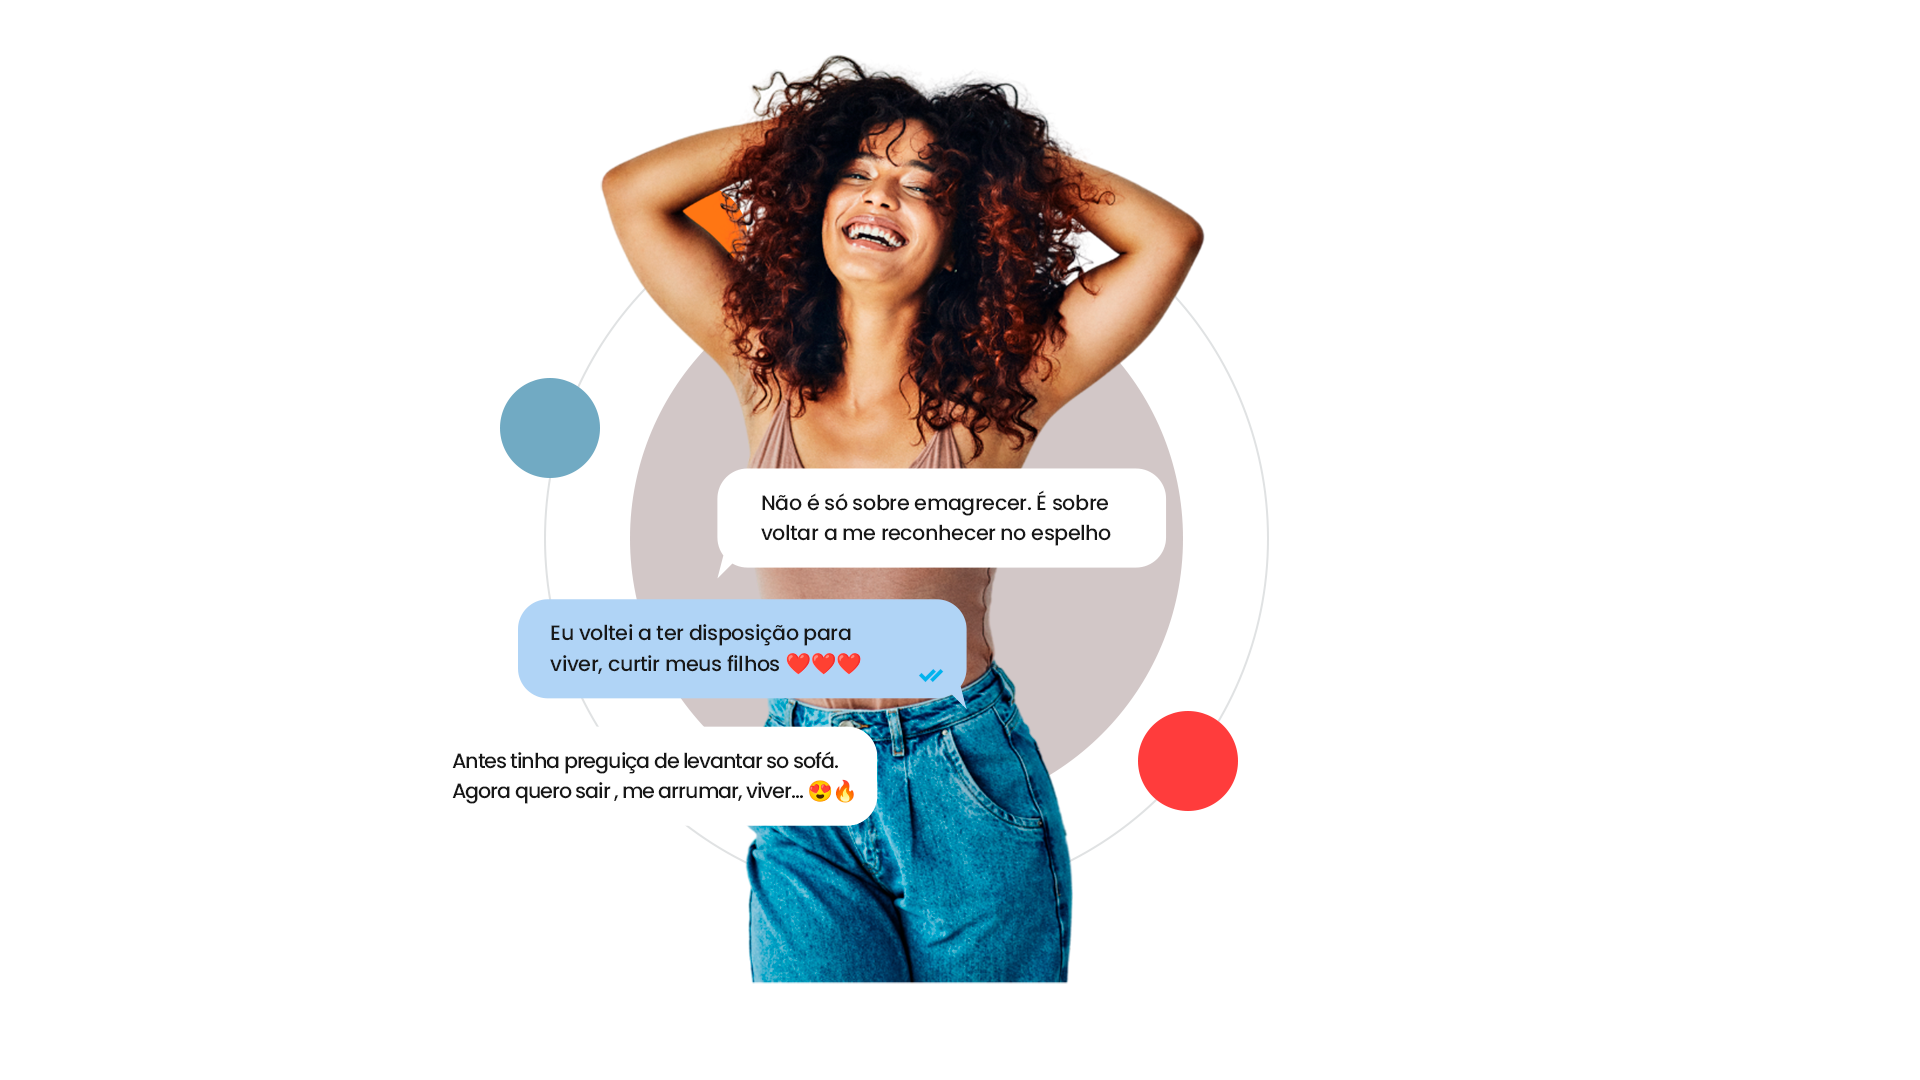 Não é só sobre emagrecer. É sobre
voltar a me reconhecer no espelho
Eu voltei a ter disposição para
viver, curtir meus filhos ❤️❤️❤️
Antes tinha preguiça de levantar so sofá.
Agora quero sair , me arrumar, viver... 😍🔥